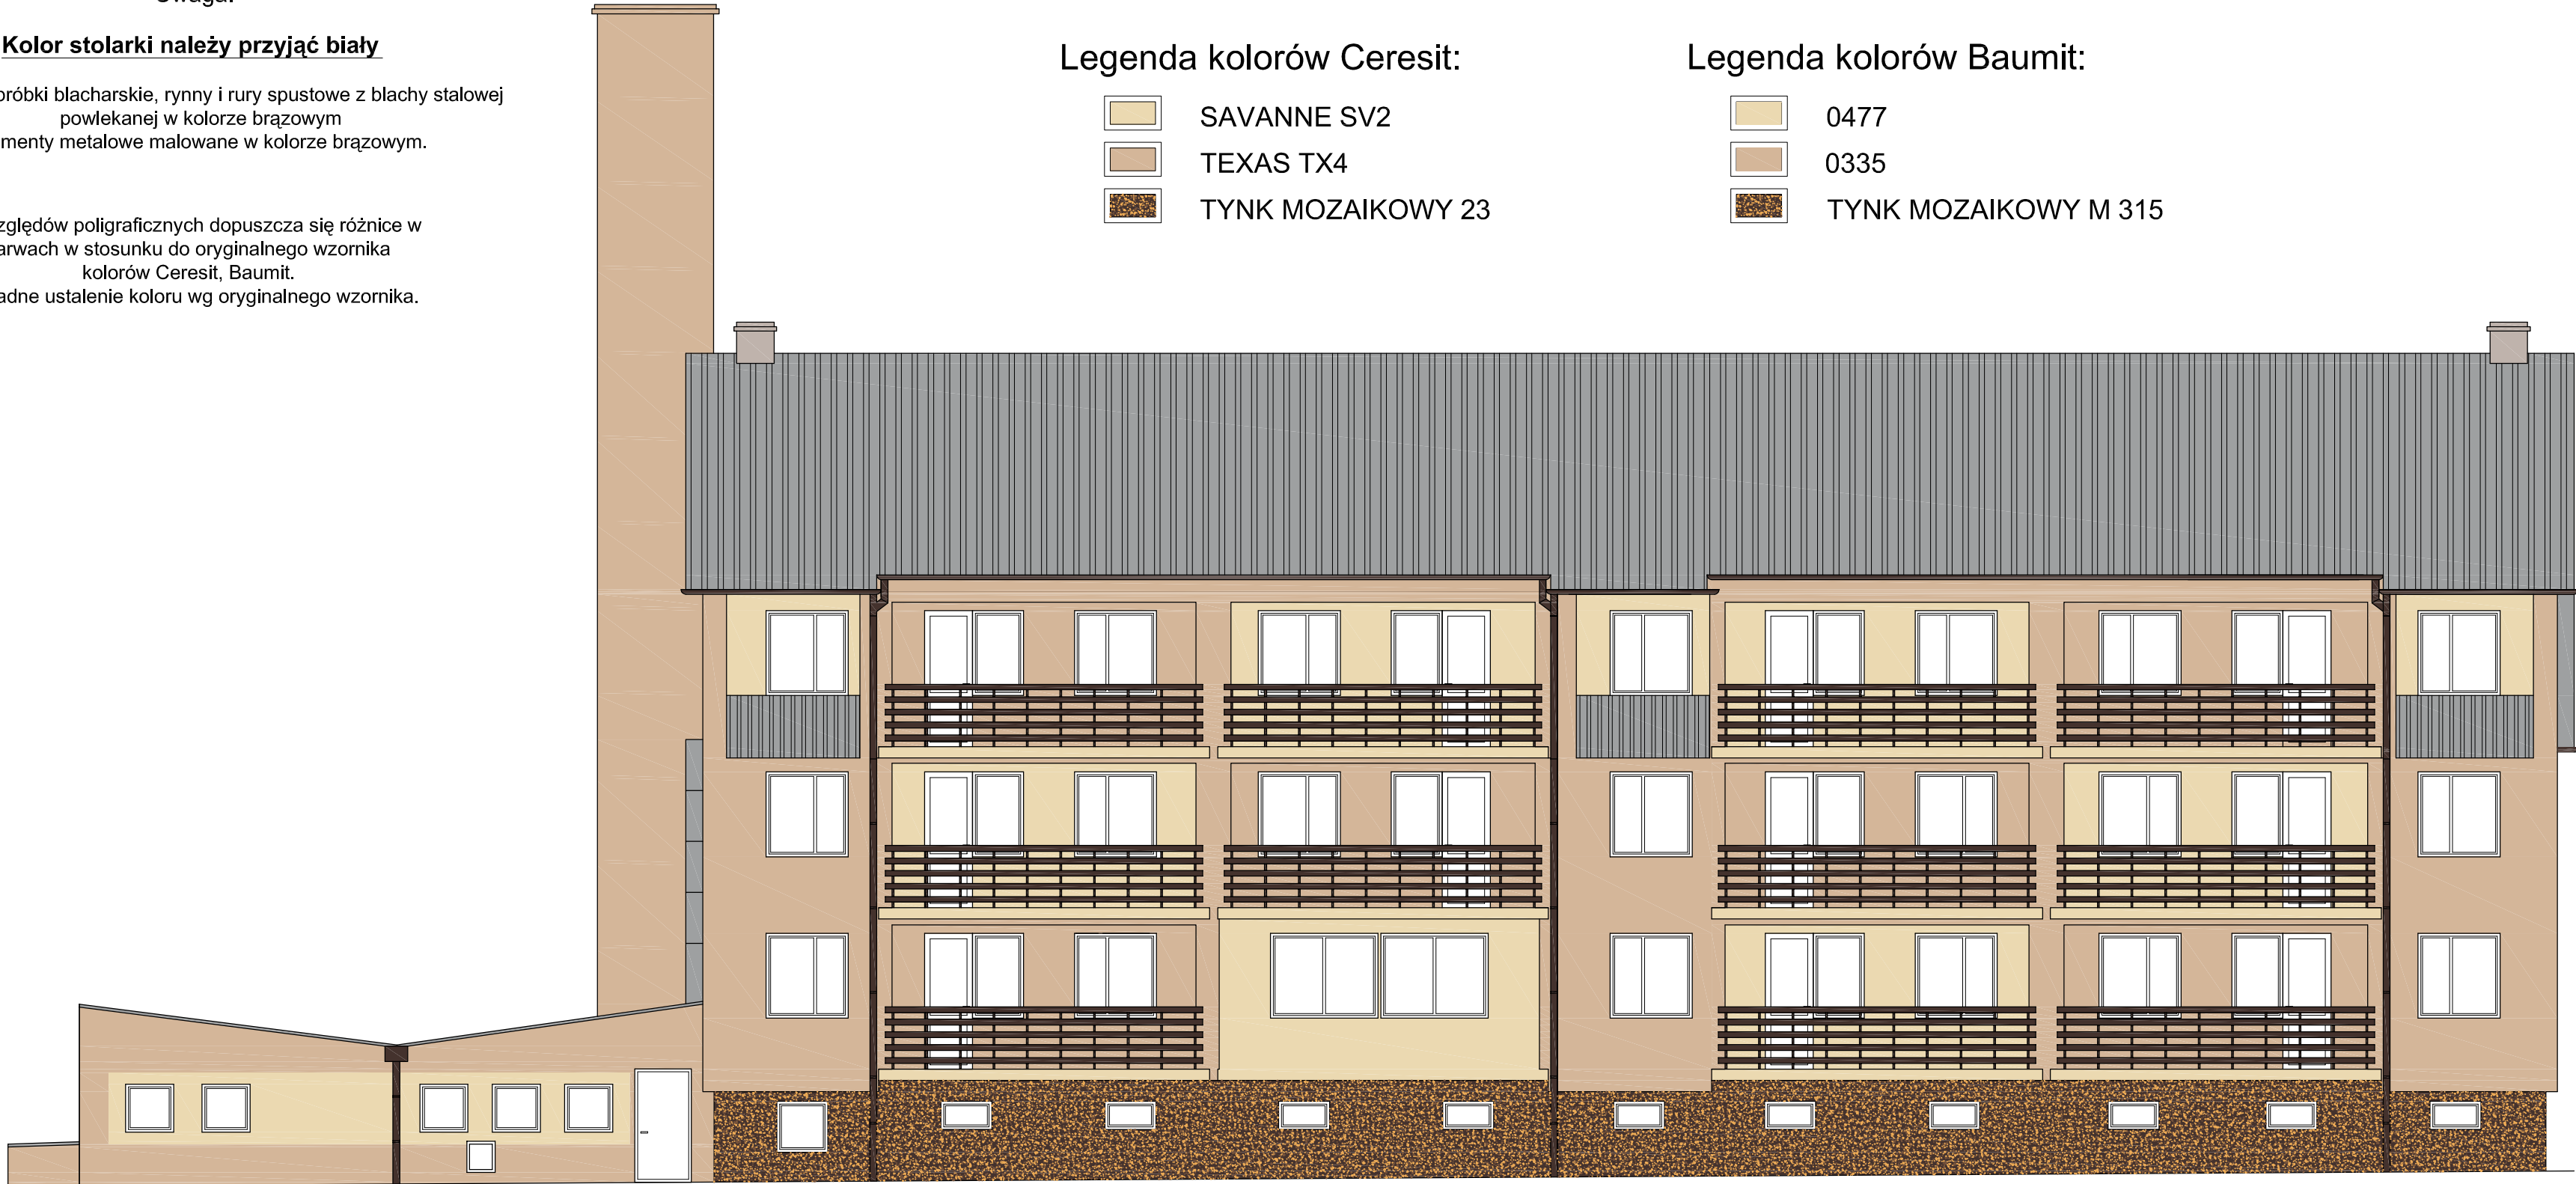 Uwaga:
Kolor stolarki należy przyjąć biały
róbki blacharskie, rynny i rury spustowe z blachy stalowej
powlekanej w kolorze brązowym
menty metalowe malowane w kolorze brązowym.
zględów poligraficznych dopuszcza się różnice w
arwach w stosunku do oryginalnego wzornika
kolorów Ceresit, Baumit.
adne ustalenie koloru wg oryginalnego wzornika.
Legenda kolorów Ceresit:
SAVANNE SV2
TEXAS TX4
TYNK MOZAIKOWY 23
Legenda kolorów Baumit:
0477
0335
TYNK MOZAIKOWY M 315